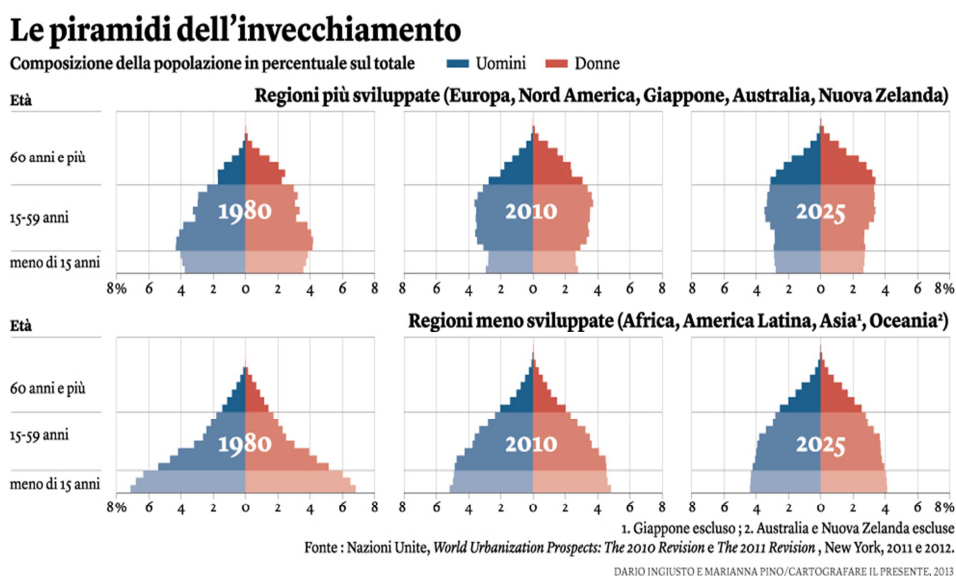 Le piramidi dell'invecchiamento
Composizione della popolazione in percentuale sul totale Uomini Donne
Età
Regioni più sviluppate (Europa, Nord America, Giappone, Australia, Nuova Zelanda)
60 anni e più
15-59 anni
1980 2010 2025
meno di 15 anni
8% 6 4 2 0 2 4 6 8 8 6 4 2 0 2 4 6 8 8 6 4 2 0 2 4 6 8%
Età
Regioni meno sviluppate (Africa, America Latina, Asia¹, Oceania²)
60 anni e più
15-59 anni
1980 2010 2025
meno di 15 anni
8% 6 4 2 0 2 4 6 8 8 6 4 2 0 2 4 6 8 8 6 4 2 0 2 4 6 8%
1. Giappone escluso ; 2. Australia e Nuova Zelanda escluse
Fonte : Nazioni Unite, World Urbanization Prospects: The 2010 Revision e The 2011 Revision , New York, 2011 e 2012.
DARIO INGIUSTO E MARIANNA PINO/CARTOGRAFARE IL PRESENTE, 2013